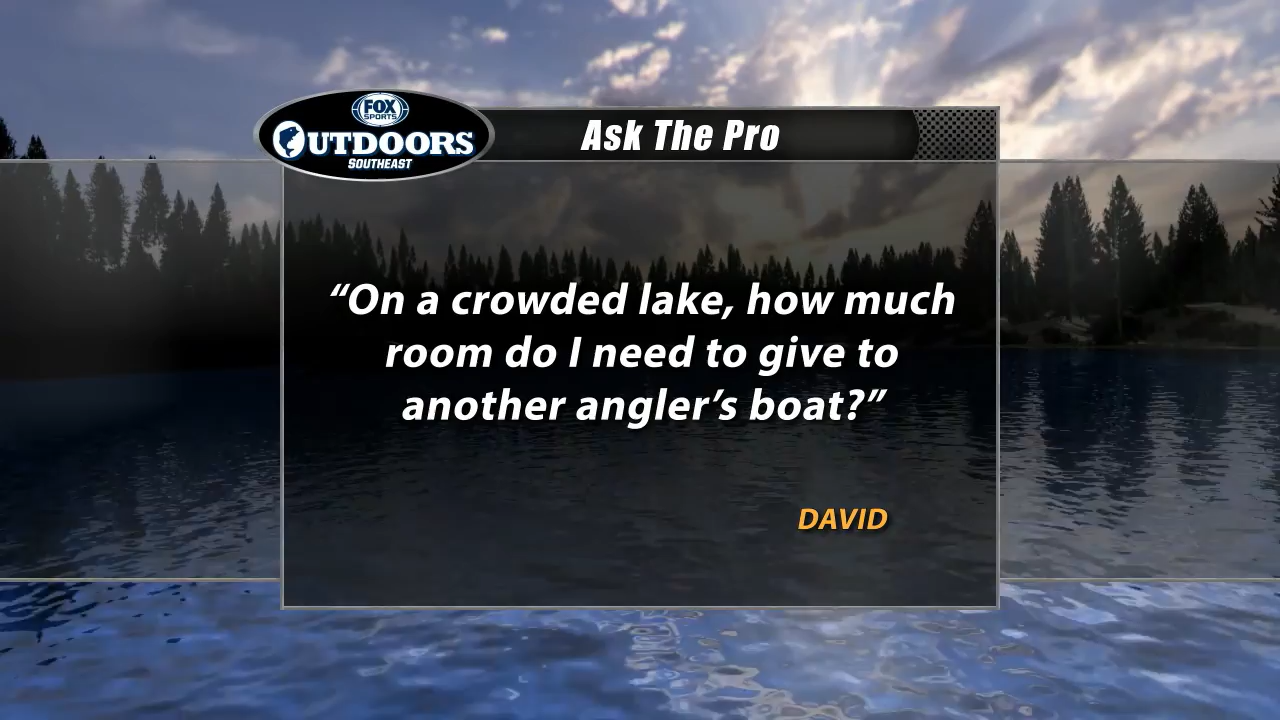 FOX
SPORTS
OUTDOORS
SOUTHEAST
Ask The Pro
“On a crowded lake, how much
room do I need to give to
another angler’s boat?”
DAVID